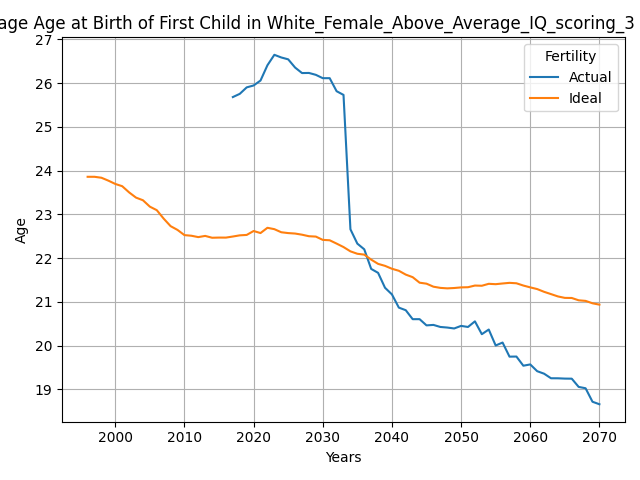 age Age at Birth of First Child in White_Female_Above_Average_IQ_scoring_3
27
26
25
24
23
22
21
20
19
Age
Fertility
Actual
Ideal
2000 2010 2020 2030 2040 2050 2060 2070
Years